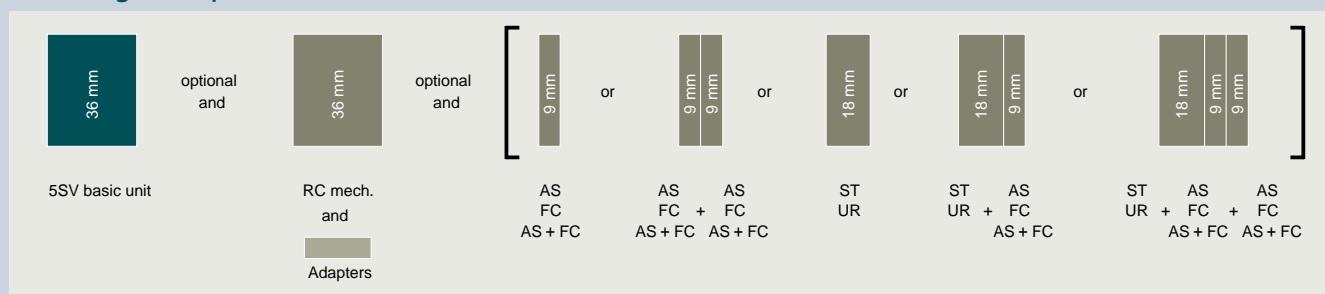 36 mm
optional
and
36 mm
optional
and
9 mm
or
9 mm
9 mm
or
18 mm
or
18 mm
9 mm
or
18 mm
9 mm
9 mm
5SV basic unit
RC mech.
and
Adapters
AS
FC
AS + FC
AS AS
FC + FC
AS + FC AS + FC
ST
UR
ST AS
UR + FC
AS + FC
ST AS AS
UR + FC + FC
AS + FC AS + FC